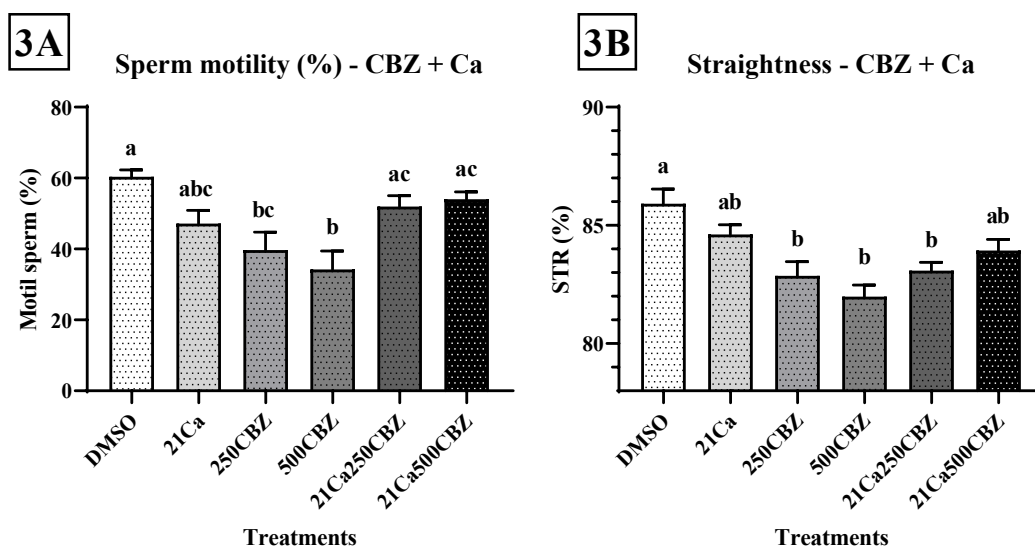 3A
Sperm motility (%) - CBZ + Ca
Motil sperm (%)
80
60
40
20
0
a
abc
bc
b
ac
ac
DMSO
21Ca
250CBZ
500CBZ
21Ca250CBZ
21Ca500CBZ
Treatments
3B
Straightness - CBZ + Ca
STR (%)
90
85
80
a
ab
b
b
b
ab
DMSO
21Ca
250CBZ
500CBZ
21Ca250CBZ
21Ca500CBZ
Treatments